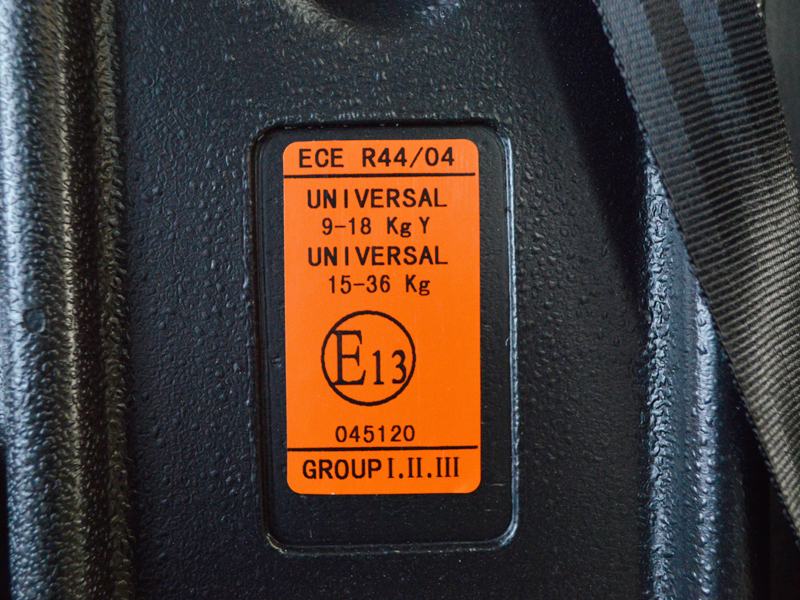 ECE R44/04
UNIVERSAL
9-18 Kg Y
UNIVERSAL
15-36 Kg
E13
045120
GROUP I.II.III